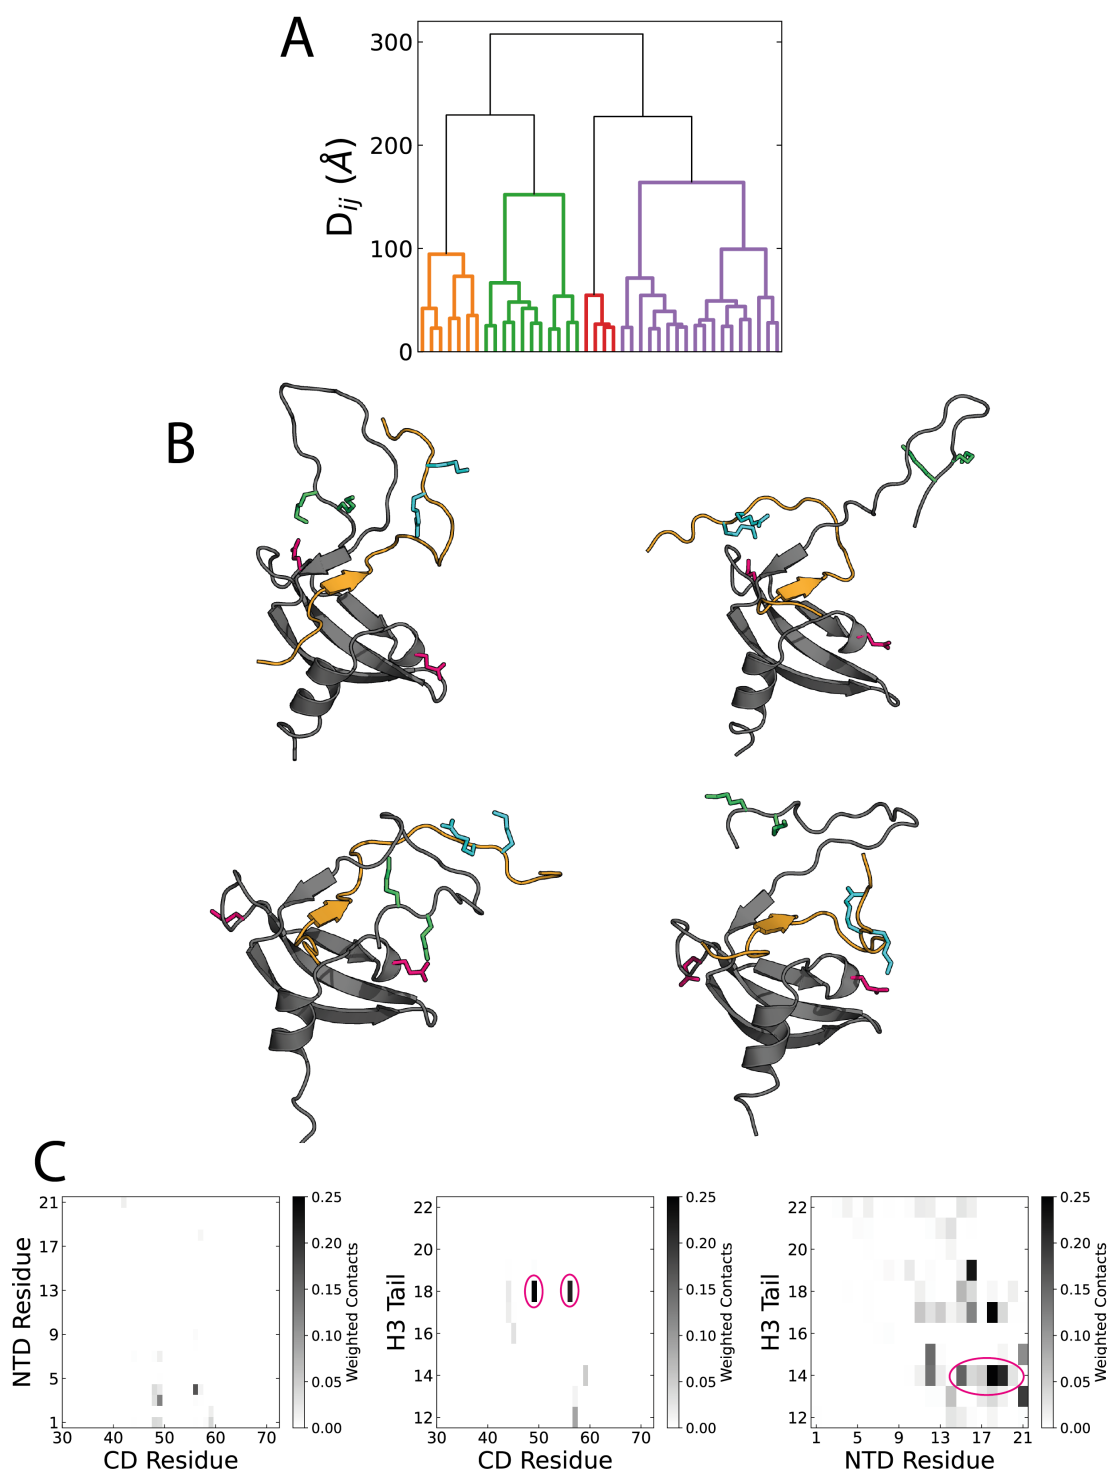 A
300
200
100
0
D_ij (Å)
B
C
21
17
13
9
5
1
NTD Residue
30 40 50 60 70
CD Residue
0.25
0.20
0.15
0.10
0.05
0.00
Weighted Contacts
22
20
18
16
14
12
H3 Tail
30 40 50 60 70
CD Residue
0.25
0.20
0.15
0.10
0.05
0.00
Weighted Contacts
22
20
18
16
14
12
H3 Tail
1 5 9 13 17 21
NTD Residue
0.25
0.20
0.15
0.10
0.05
0.00
Weighted Contacts